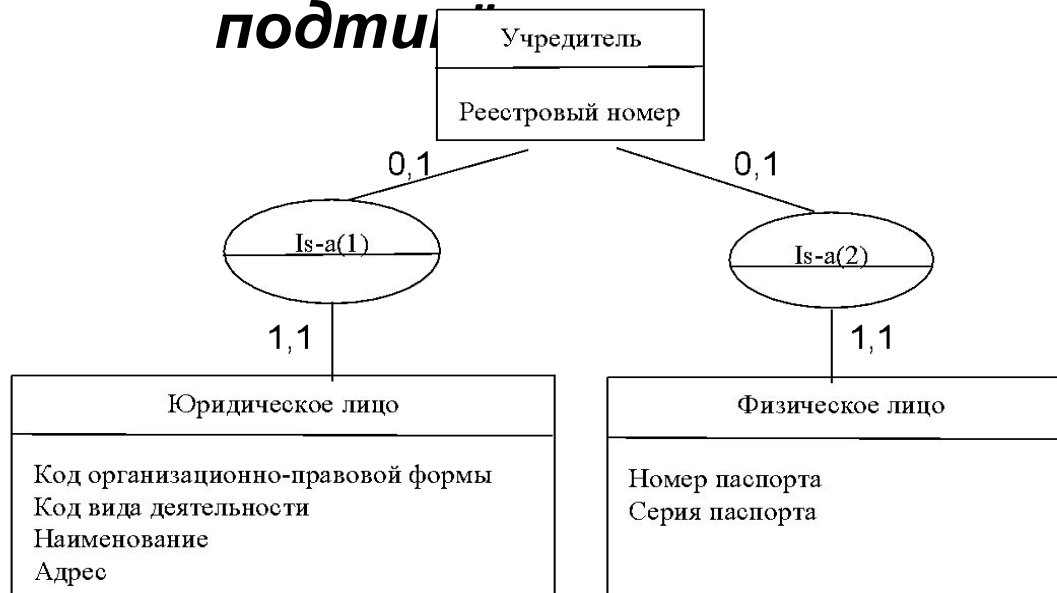 Учредитель
Реестровый номер
0,1 0,1
Is-a(1) Is-a(2)
1,1 1,1
Юридическое лицо Физическое лицо
Код организационно-правовой формы
Номер паспорта
Код вида деятельности
Серия паспорта
Наименование
Адрес